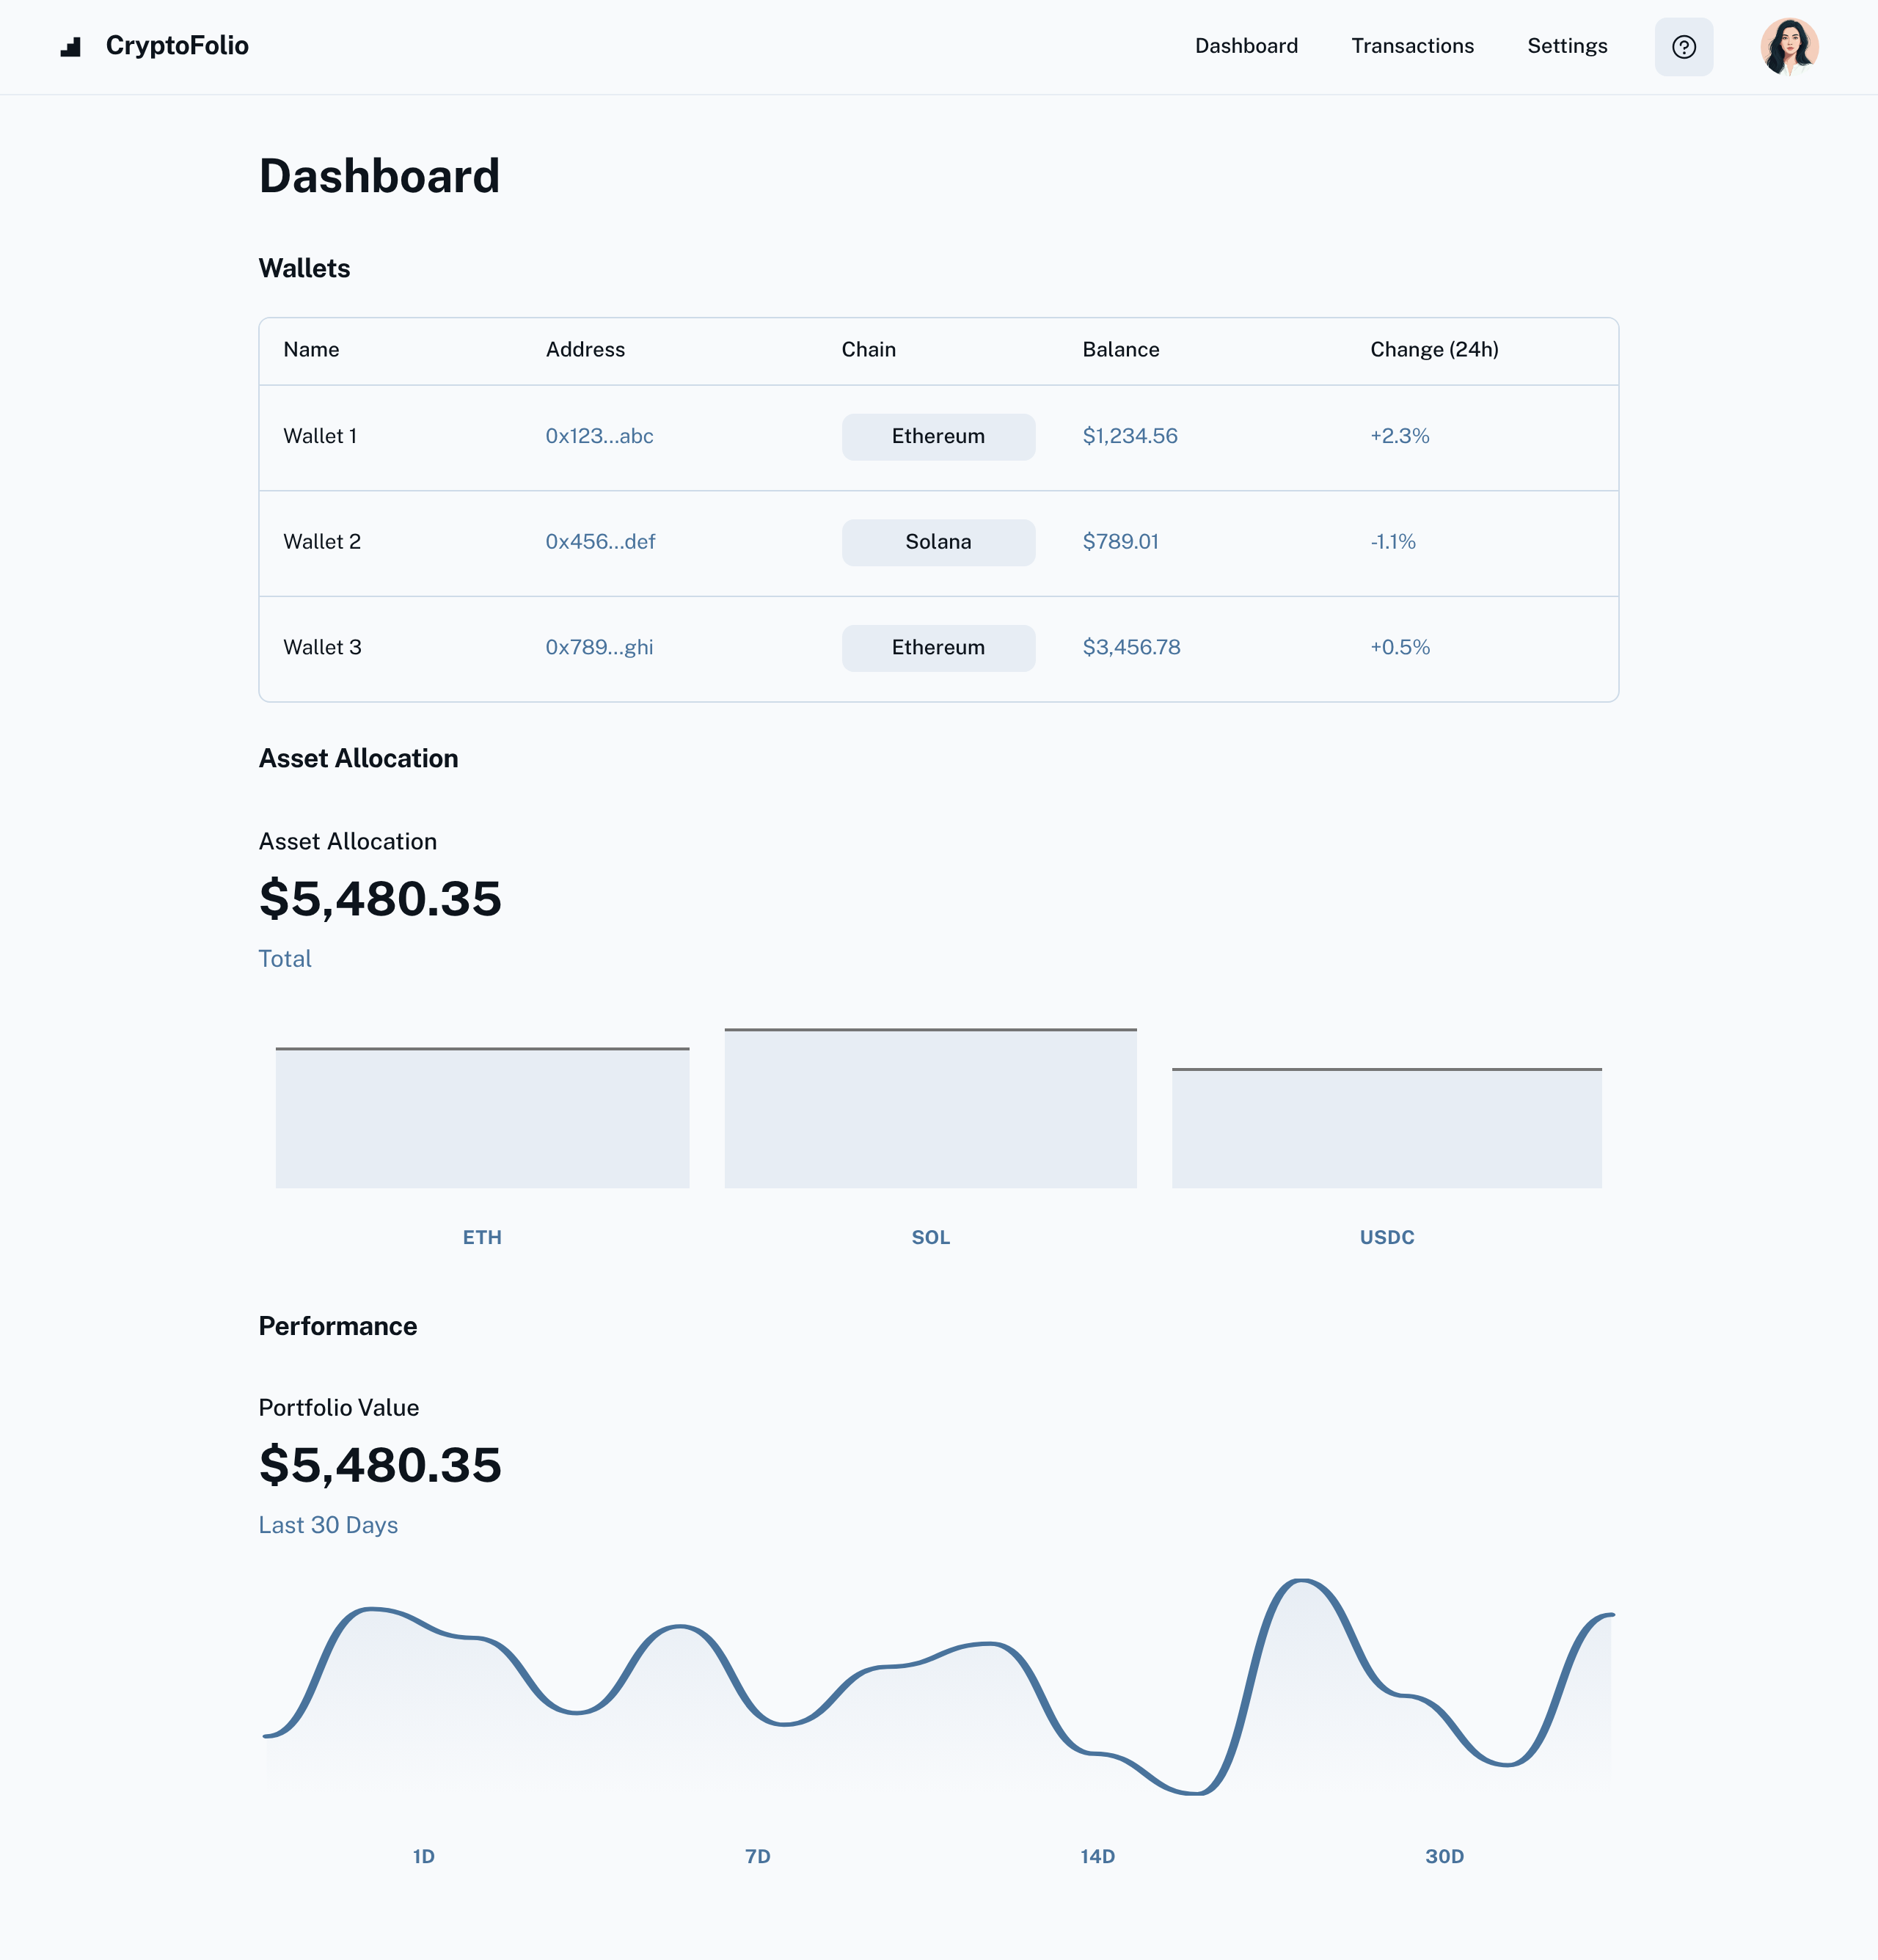 CryptoFolio Dashboard Transactions Settings
Dashboard
Wallets
Name Address Chain Balance Change (24h)
Wallet 1 0x123...abc Ethereum $1,234.56 +2.3%
Wallet 2 0x456...def Solana $789.01 -1.1%
Wallet 3 0x789...ghi Ethereum $3,456.78 +0.5%
Asset Allocation
Asset Allocation
$5,480.35
Total
ETH SOL USDC
Performance
Portfolio Value
$5,480.35
Last 30 Days
1D 7D 14D 30D